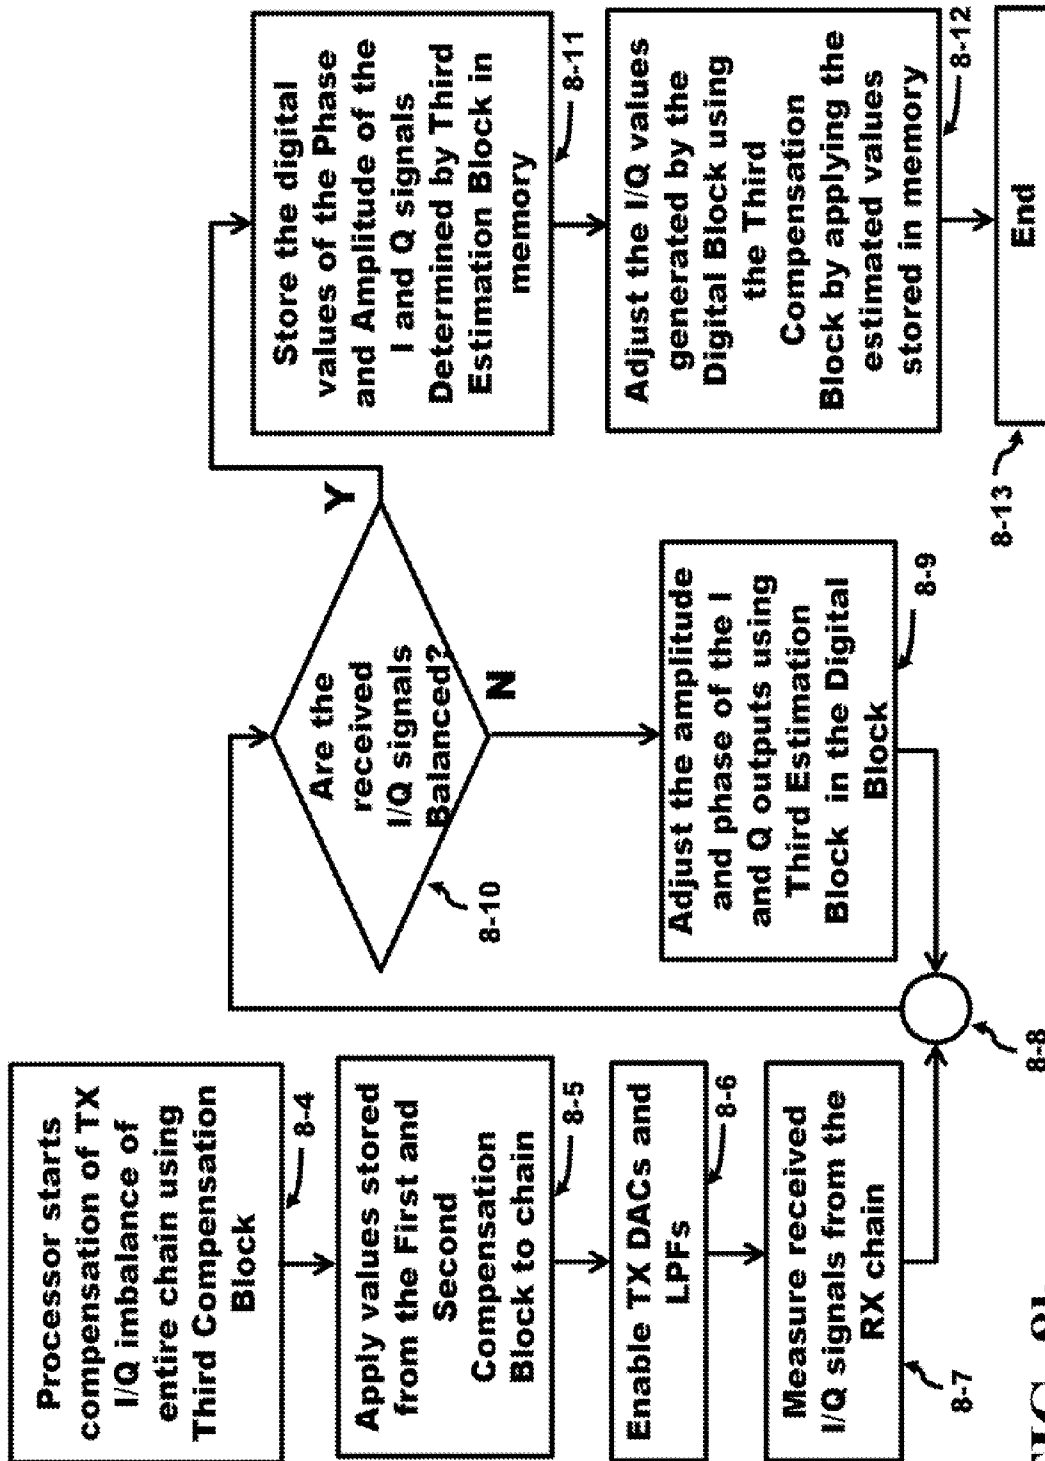 Processor starts
compensation of TX
I/Q imbalance of
entire chain using
Third Compensation
Block
8-4
Apply values stored
from the First and
Second
Compensation
Block to chain
8-5
Enable TX DACs and
LPFs
8-6
Measure received
I/Q signals from the
RX chain
8-7
8-8
Are the
received
I/Q signals
Balanced?
8-10
Y
N
Adjust the amplitude
and phase of the I
and Q outputs using
Third Estimation
Block in the Digital
Block
8-9
Store the digital
values of the Phase
and Amplitude of the
I and Q signals
Determined by Third
Estimation Block in
memory
8-11
Adjust the I/Q values
generated by the
Digital Block using
the Third
Compensation
Block by applying the
estimated values
stored in memory
8-12
End
8-13